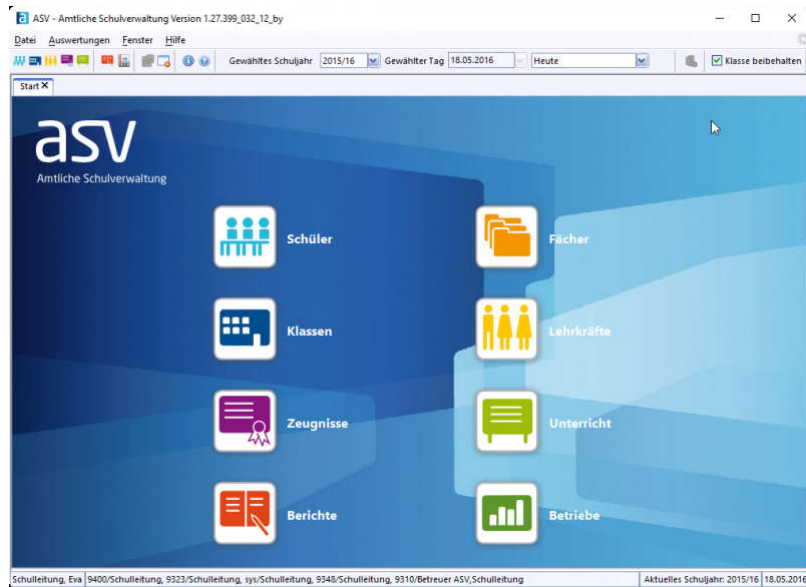 ASV - Amtliche Schulverwaltung Version 1.27.399_032_12_by
Datei Auswertungen Fenster Hilfe
Gewähltes Schuljahr 2015/16 Gewählter Tag 18.05.2016 Heute Klasse beibehalten
Start
asv
Amtliche Schulverwaltung
Schüler Fächer
Klassen Lehrkräfte
Zeugnisse Unterricht
Berichte Betriebe
Schulleitung, Eva 9400/Schulleitung, 9323/Schulleitung, sys/Schulleitung, 9348/Schulleitung, 9310/Betreuer ASV,Schulleitung Aktuelles Schuljahr: 2015/16 18.05.2016